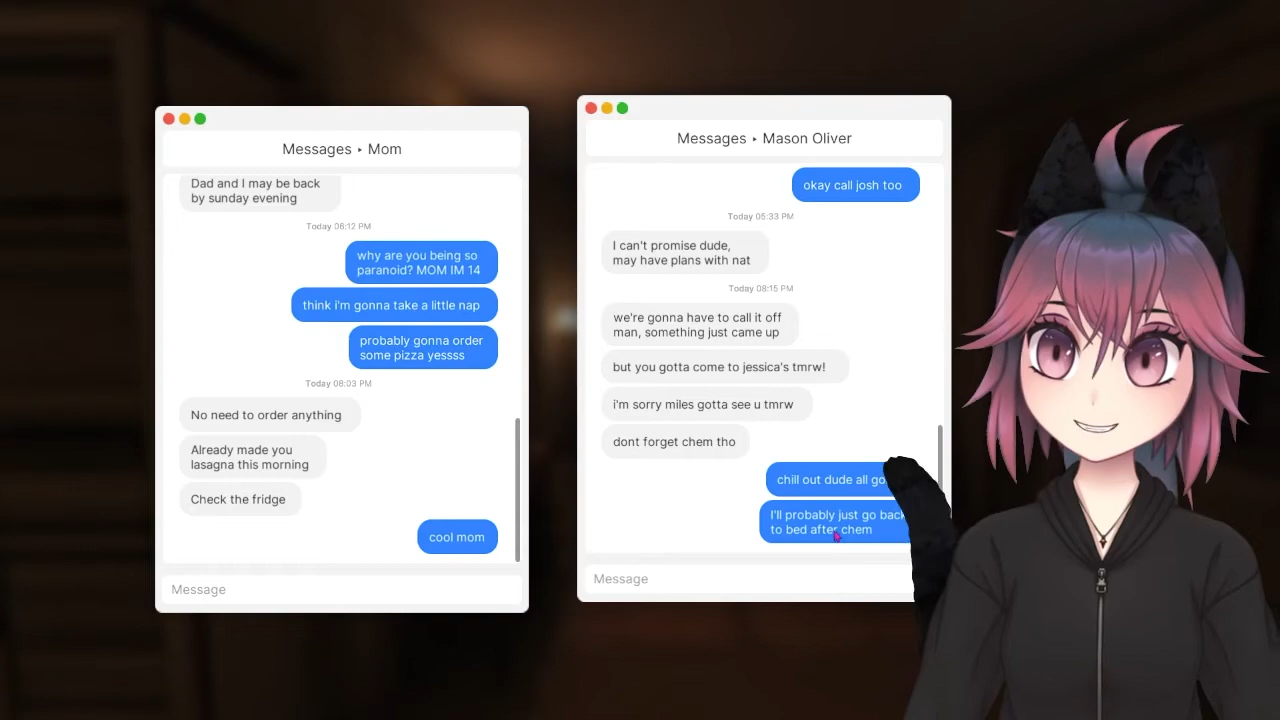 Messages ▸ Mom
Dad and I may be back
by sunday evening
Today 06:12 PM
why are you being so
paranoid? MOM IM 14
think i'm gonna take a little nap
probably gonna order
some pizza yessss
Today 08:03 PM
No need to order anything
Already made you
lasagna this morning
Check the fridge
cool mom
Message
Messages ▸ Mason Oliver
okay call josh too
Today 05:33 PM
I can't promise dude,
may have plans with nat
Today 08:15 PM
we're gonna have to call it off
man, something just came up
but you gotta come to jessica's tmrw!
i'm sorry miles gotta see u tmrw
dont forget chem tho
chill out dude all
I'll probably just go back
to bed after chem
Message